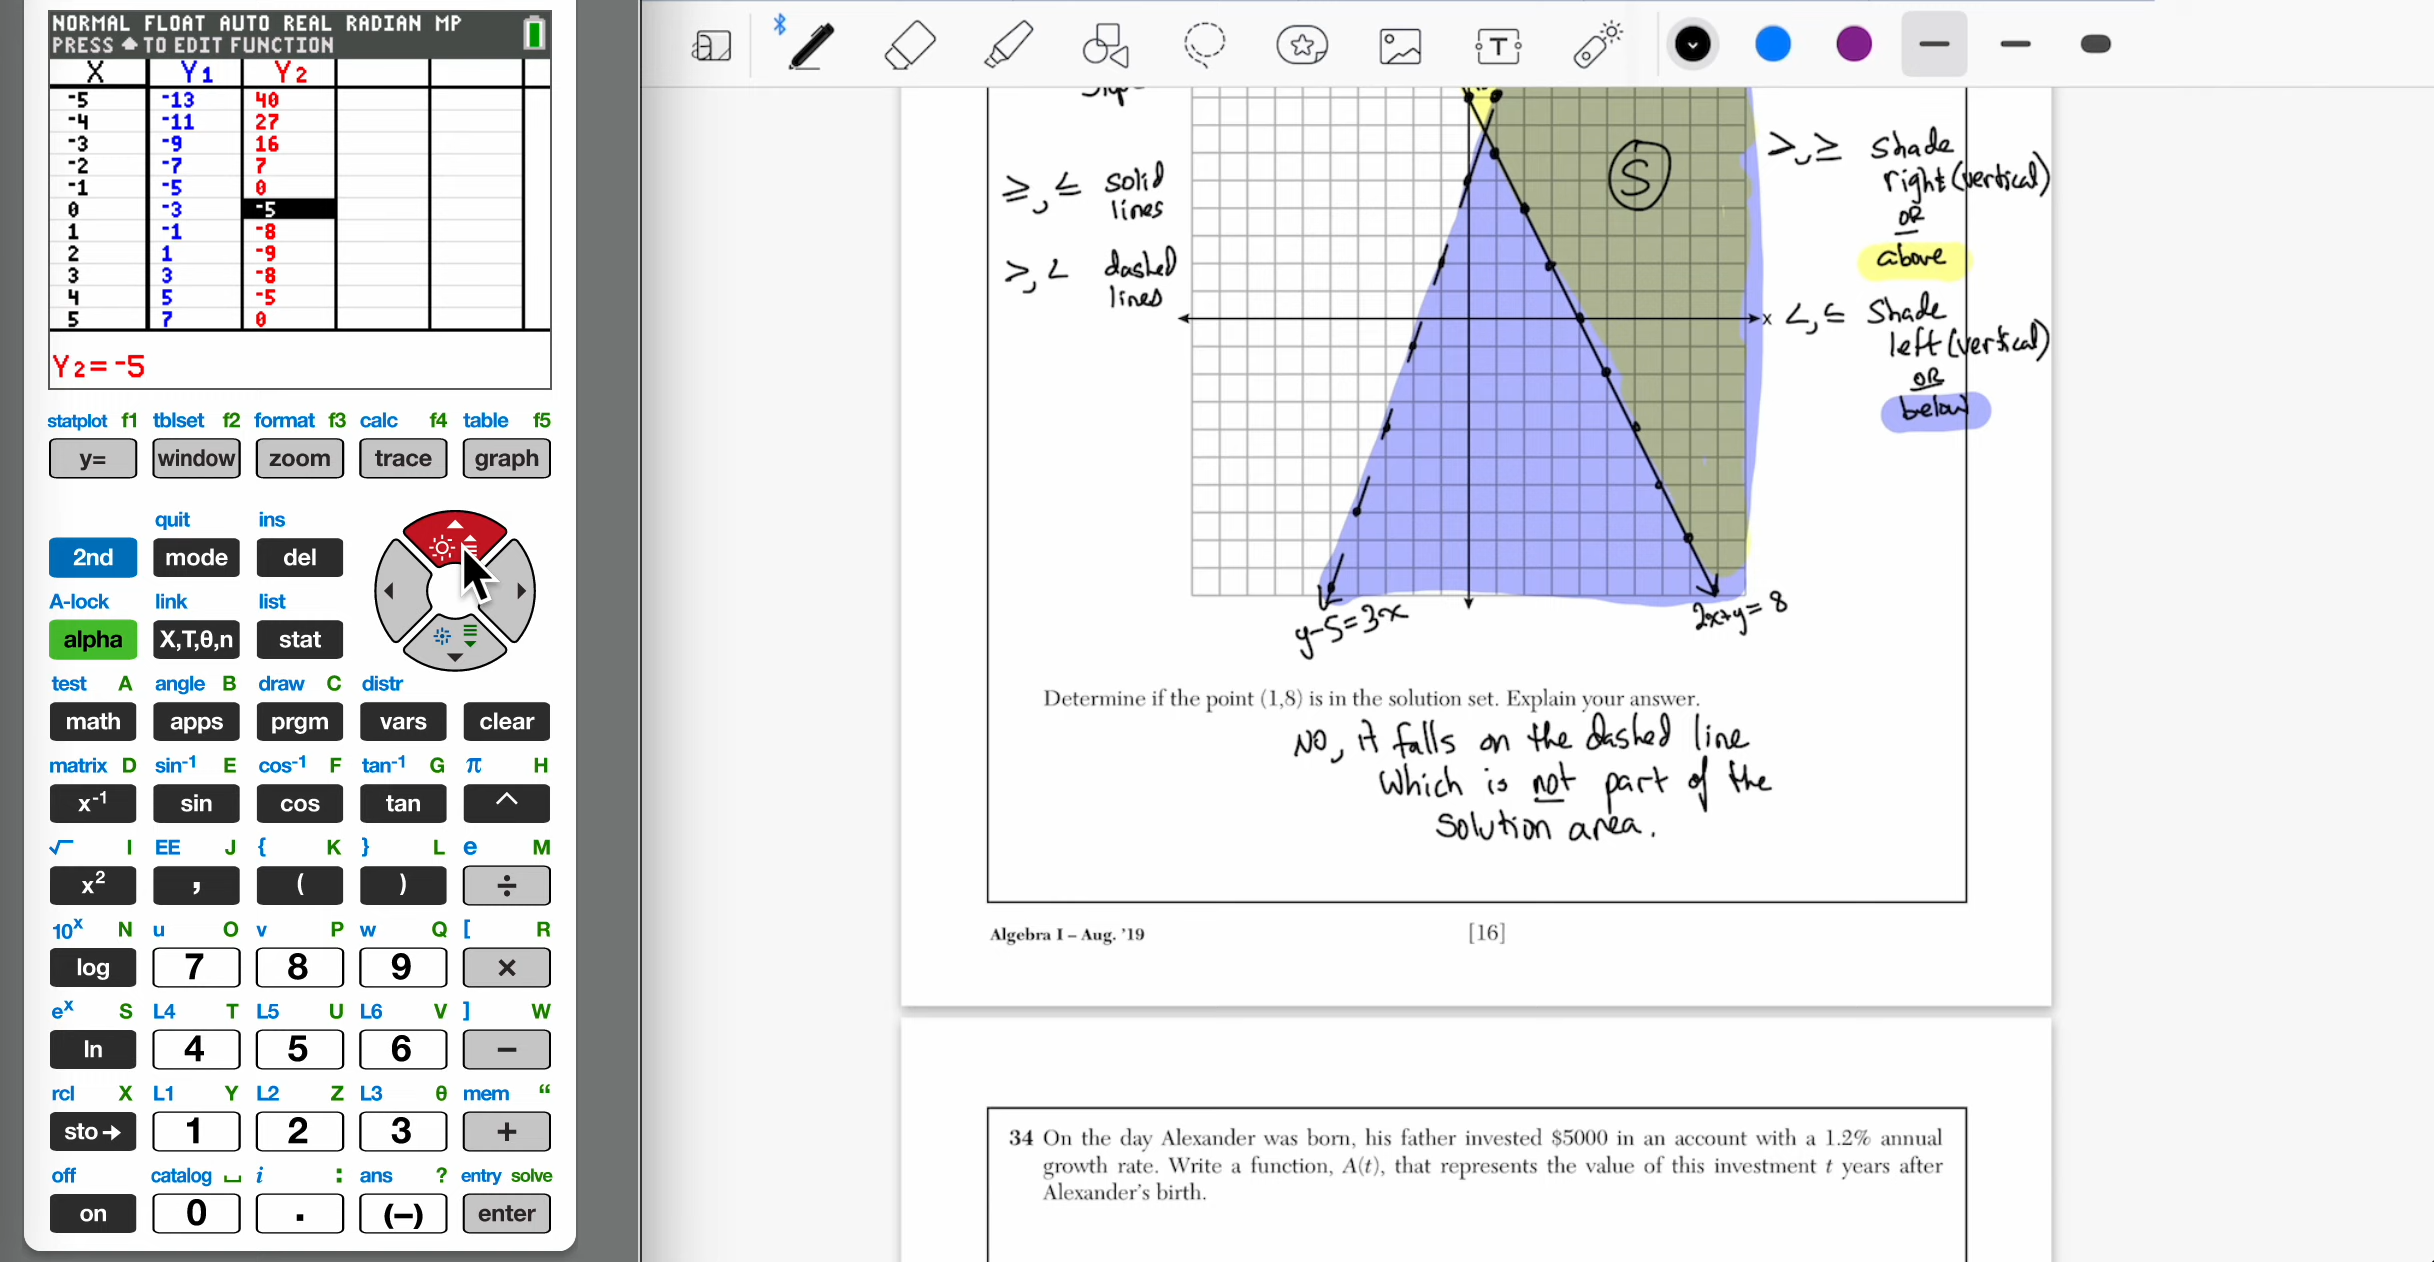 NORMAL FLOAT AUTO REAL RADIAN MP
PRESS TO EDIT FUNCTION
X Y1 Y2
-5 -13 40
-4 -11 27
-3 -9 16
-2 -7 7
-1 -5 0
0 -3 -5
1 -1 -8
2 1 -9
3 3 -8
4 5 -5
5 7 0
Y2=-5
statplot f1 tblset f2 format f3 calc f4 table f5
y= window zoom trace graph
quit ins
2nd mode del
A-lock link list
alpha X,T,θ,n stat
test A angle B draw C distr
math apps prgm vars clear
matrix D sin⁻¹ E cos⁻¹ F tan⁻¹ G π H
x⁻¹ sin cos tan ^
√ I EE J { K } L e M
x² , ( ) ÷
10ˣ N u O v P w Q [ R
log 7 8 9 ×
eˣ S L4 T L5 U L6 V ] W
ln 4 5 6 −
rcl X L1 Y L2 Z L3 θ mem “
sto→ 1 2 3 +
off catalog ␣ i : ans ? entry solve
on 0 . (−) enter
T
≥, ≤ solid
lines
>, < dashed
lines
S
x
>, ≥ shade
right (vertical)
OR
above
<, ≤ Shade
left (vertical)
OR
below
y-5=3x
2x+y=8
Determine if the point (1,8) is in the solution set. Explain your answer.
NO, it falls on the dashed line
which is not part of the
solution area.
Algebra I – Aug. ’19 [16]
34 On the day Alexander was born, his father invested $5000 in an account with a 1.2% annual
growth rate. Write a function, A(t), that represents the value of this investment t years after
Alexander’s birth.